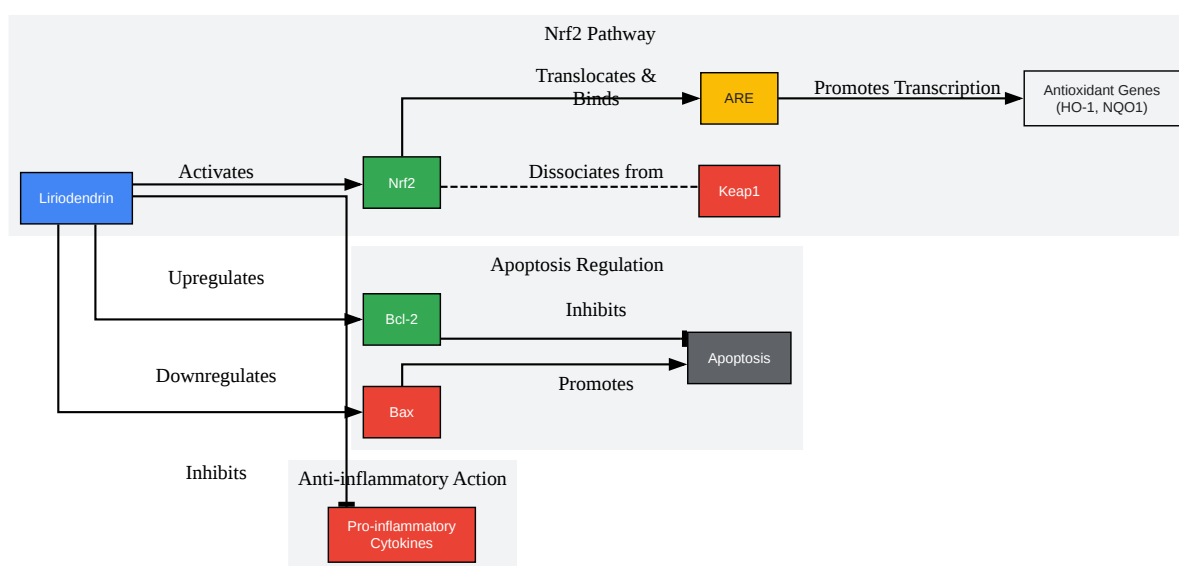 Nrf2 Pathway
Translocates &
Binds
ARE
Promotes Transcription
Antioxidant Genes
(HO-1, NQO1)
Activates
Nrf2
Dissociates from
Keap1
Liriodendrin
Apoptosis Regulation
Upregulates
Bcl-2
Inhibits
Apoptosis
Downregulates
Promotes
Bax
Inhibits
Anti-inflammatory Action
Pro-inflammatory
Cytokines